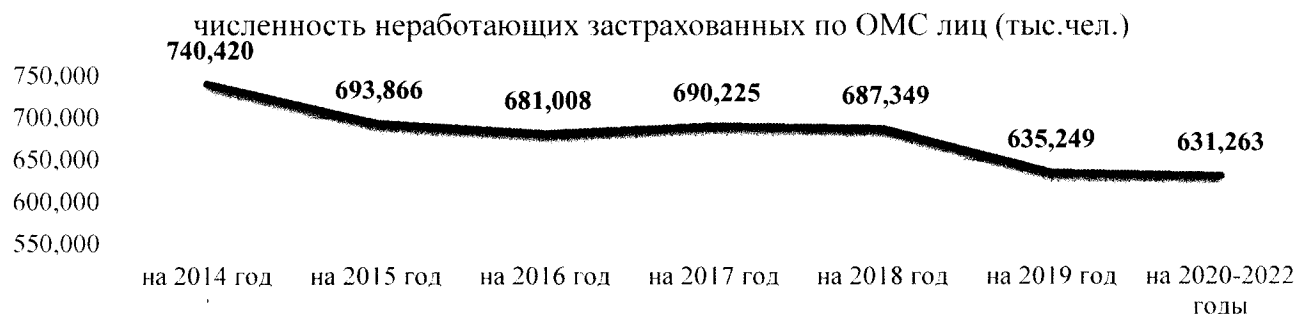 численность неработающих застрахованных по ОМС лиц (тыс.чел.)
740,420
693,866
681,008
690,225
687,349
635,249
631,263
750,000
700,000
650,000
600,000
550,000
на 2014 год
на 2015 год
на 2016 год
на 2017 год
на 2018 год
на 2019 год
на 2020-2022
годы